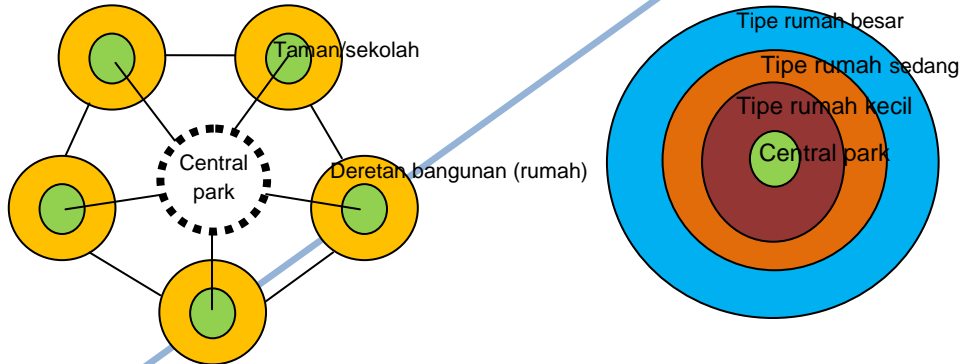 Taman/sekolah
Central
park
Deretan bangunan (rumah)
Tipe rumah besar
Tipe rumah sedang
Tipe rumah kecil
Central park